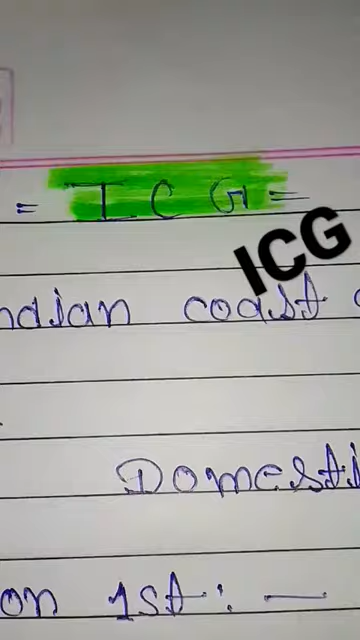 = ICG =
ICG
ndian coast
Domesti
on 1st : —